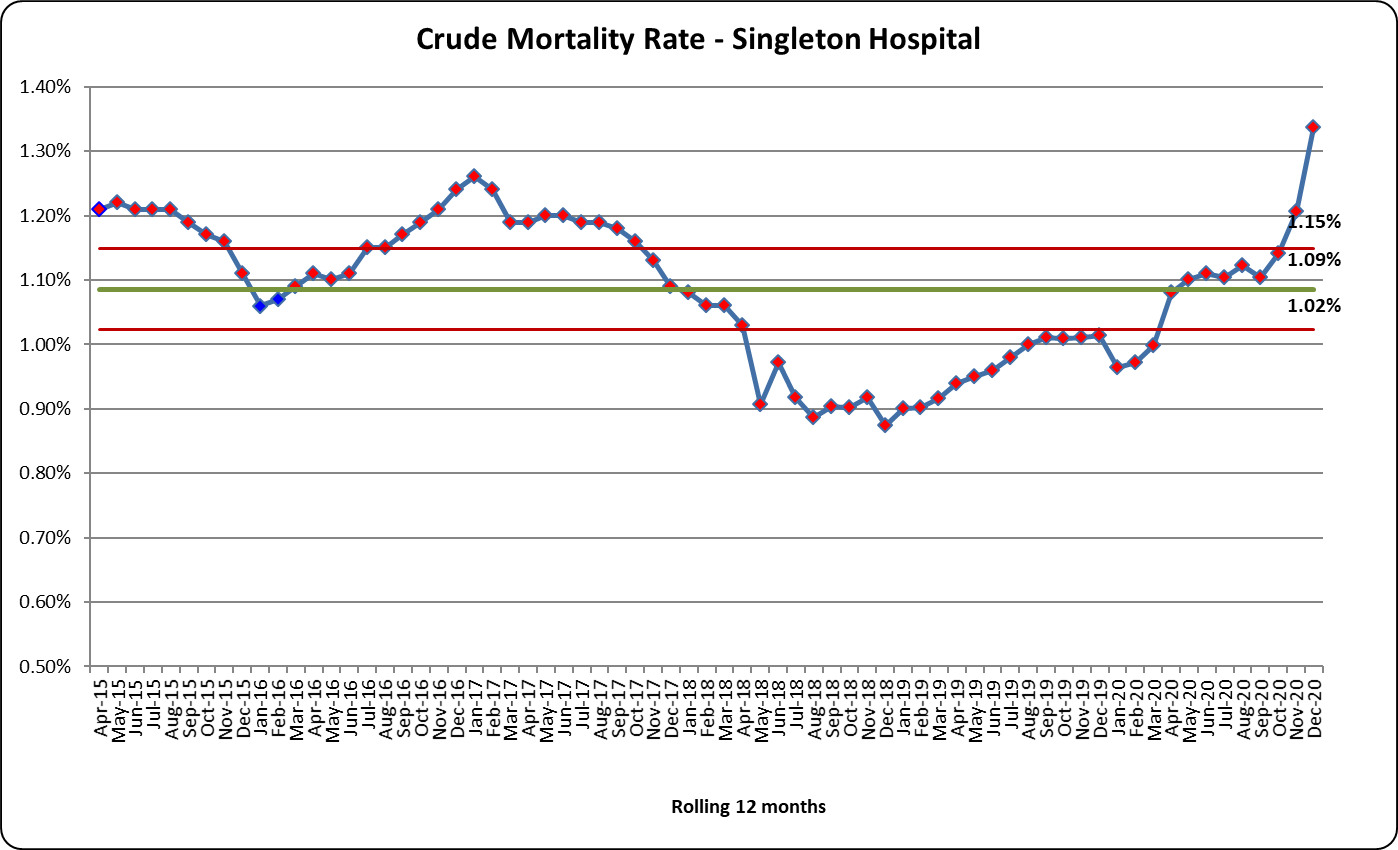 Crude Mortality Rate - Singleton Hospital
1.40%
1.30%
1.20%
1.10%
1.00%
0.90%
0.80%
0.70%
0.60%
0.50%
1.15%
1.09%
1.02%
Apr-15
May-15
Jun-15
Jul-15
Aug-15
Sep-15
Oct-15
Nov-15
Dec-15
Jan-16
Feb-16
Mar-16
Apr-16
May-16
Jun-16
Jul-16
Aug-16
Sep-16
Oct-16
Nov-16
Dec-16
Jan-17
Feb-17
Mar-17
Apr-17
May-17
Jun-17
Jul-17
Aug-17
Sep-17
Oct-17
Nov-17
Dec-17
Jan-18
Feb-18
Mar-18
Apr-18
May-18
Jun-18
Jul-18
Aug-18
Sep-18
Oct-18
Nov-18
Dec-18
Jan-19
Feb-19
Mar-19
Apr-19
May-19
Jun-19
Jul-19
Aug-19
Sep-19
Oct-19
Nov-19
Dec-19
Jan-20
Feb-20
Mar-20
Apr-20
May-20
Jun-20
Jul-20
Aug-20
Sep-20
Oct-20
Nov-20
Dec-20
Rolling 12 months